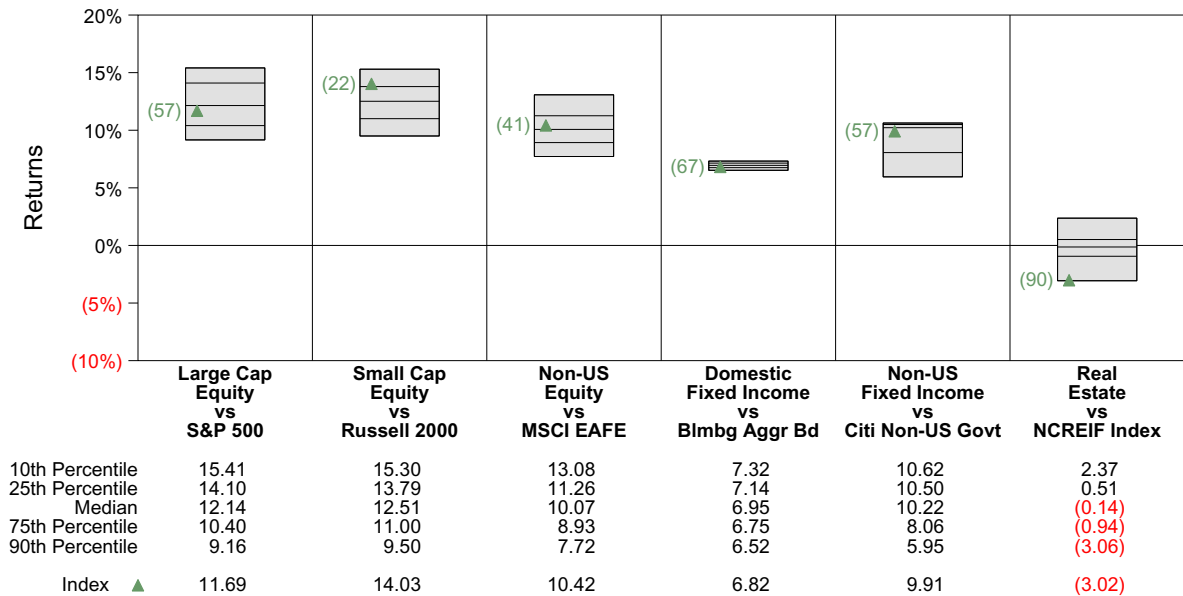 20%
15%
10%
5%
0%
(5%)
(10%)
Returns
(57)
(22)
(41)
(67)
(57)
(90)
Large Cap
Equity
vs
S&P 500
Small Cap
Equity
vs
Russell 2000
Non-US
Equity
vs
MSCI EAFE
Domestic
Fixed Income
vs
Blmbg Aggr Bd
Non-US
Fixed Income
vs
Citi Non-US Govt
Real
Estate
vs
NCREIF Index
10th Percentile 15.41 15.30 13.08 7.32 10.62 2.37
25th Percentile 14.10 13.79 11.26 7.14 10.50 0.51
Median 12.14 12.51 10.07 6.95 10.22 (0.14)
75th Percentile 10.40 11.00 8.93 6.75 8.06 (0.94)
90th Percentile 9.16 9.50 7.72 6.52 5.95 (3.06)
Index 11.69 14.03 10.42 6.82 9.91 (3.02)